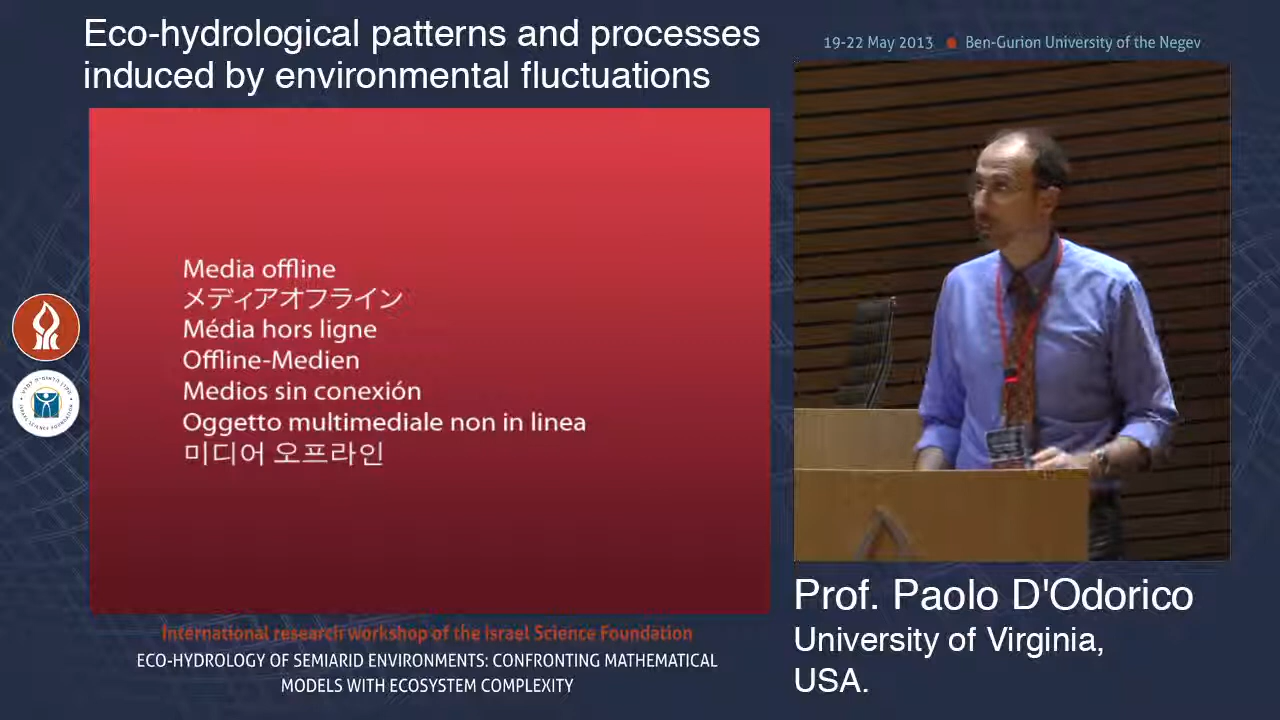 Eco-hydrological patterns and processes
induced by environmental fluctuations
19-22 May 2013 ● Ben-Gurion University of the Negev
Media offline
メディアオフライン
Média hors ligne
Offline-Medien
Medios sin conexión
Oggetto multimediale non in linea
미디어 오프라인
Prof. Paolo D'Odorico
University of Virginia,
USA.
International research workshop of the Israel Science Foundation
ECO-HYDROLOGY OF SEMIARID ENVIRONMENTS: CONFRONTING MATHEMATICAL
MODELS WITH ECOSYSTEM COMPLEXITY